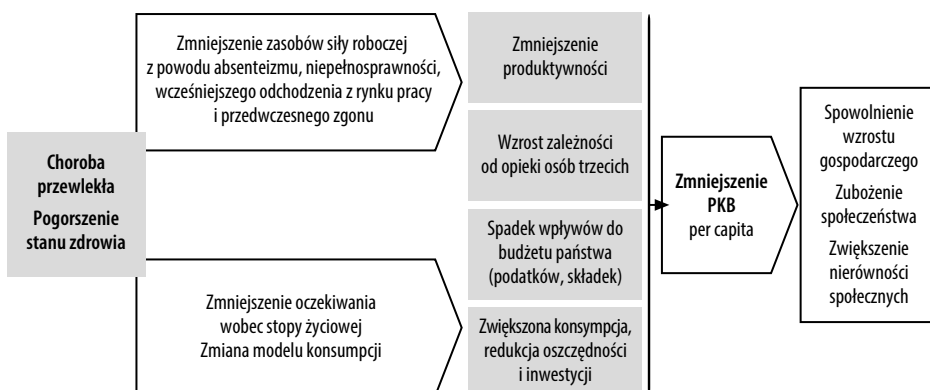 Choroba
przewlekła
Pogorszenie
stanu zdrowia
Zmniejszenie zasobów siły roboczej
z powodu absenteizmu, niepełnosprawności,
wcześniejszego odchodzenia z rynku pracy
i przedwczesnego zgonu
Zmniejszenie oczekiwania
wobec stopy życiowej
Zmiana modelu konsumpcji
Zmniejszenie
produktywności
Wzrost zależności
od opieki osób trzecich
Spadek wpływów do
budżetu państwa
(podatków, składek)
Zwiększona konsympcja,
redukcja oszczędności
i inwestycji
Zmniejszenie
PKB
per capita
Spowolnienie
wzrostu
gospodarczego
Zubożenie
społeczeństwa
Zwiększenie
nierówności
społecznych